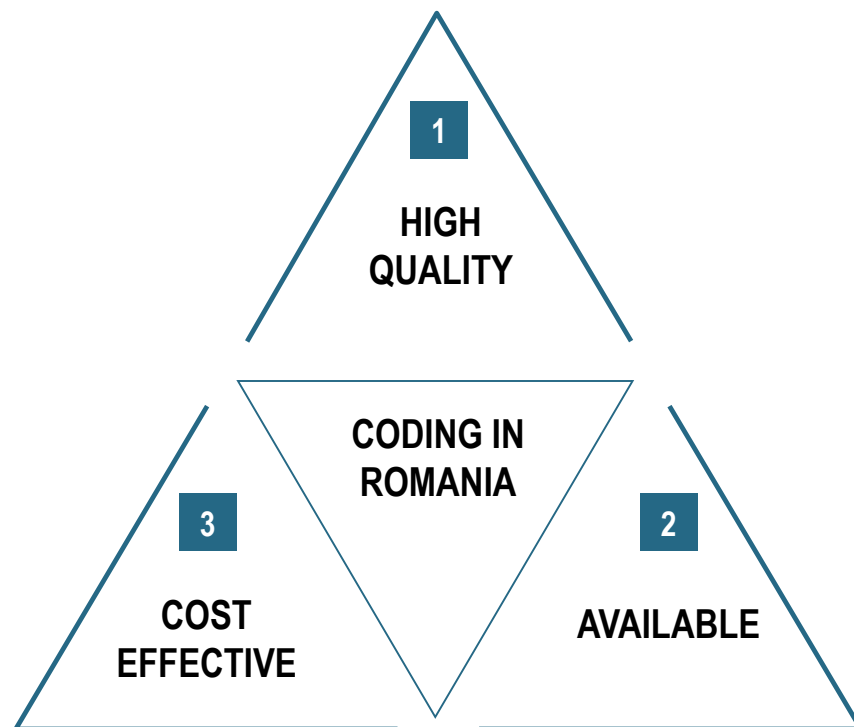 1
HIGH
QUALITY
CODING IN
ROMANIA
3
COST
EFFECTIVE
2
AVAILABLE